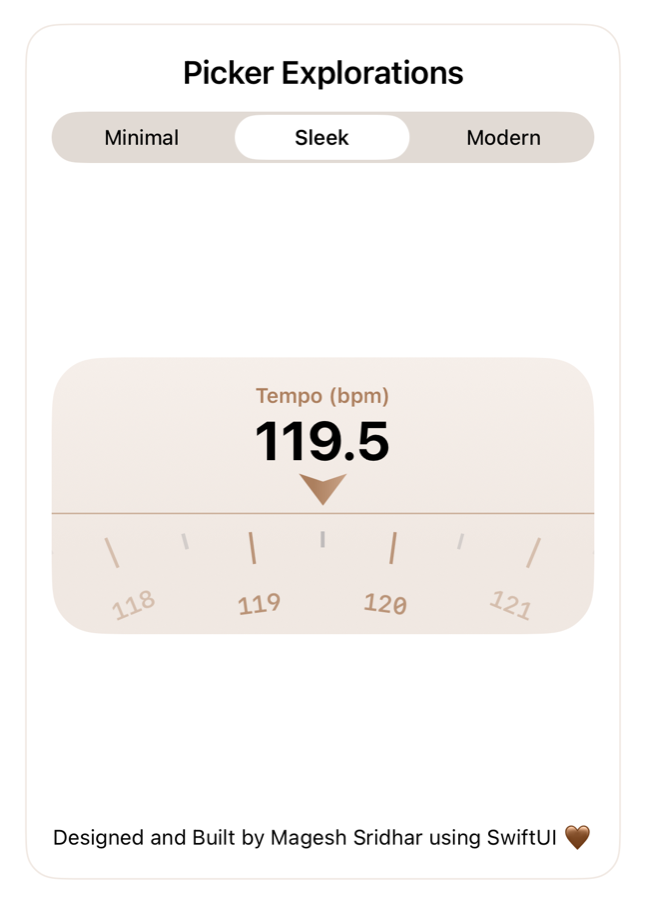 Picker Explorations
Minimal Sleek Modern
Tempo (bpm)
119.5
118 119 120 121
Designed and Built by Magesh Sridhar using SwiftUI 🤎